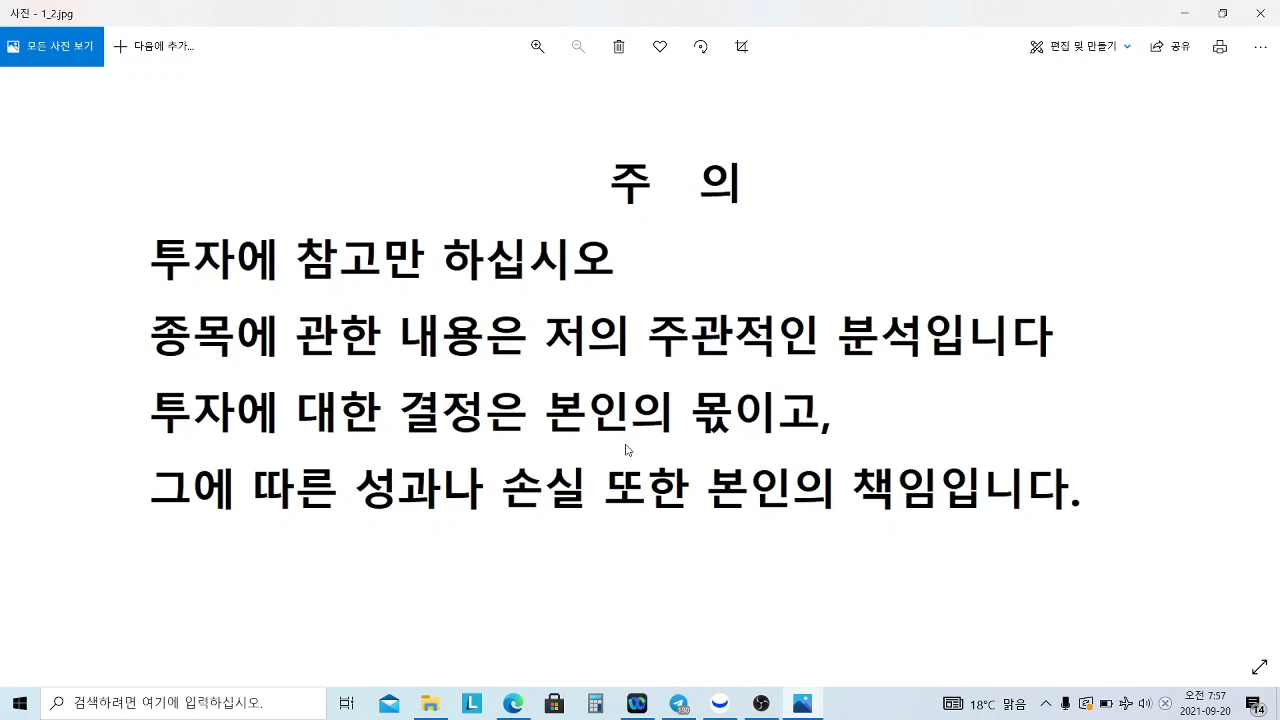 사진 - 1_2.jpg
모든 사진 보기
다음에 추가...
편집 및 만들기
공유
주 의
투자에 참고만 하십시오
종목에 관한 내용은 저의 주관적인 분석입니다
투자에 대한 결정은 본인의 몫이고,
그에 따른 성과나 손실 또한 본인의 책임입니다.
검색하려면 여기에 입력하십시오.
L
190
18°C 맑음
오전 7:57
2021-09-20
14